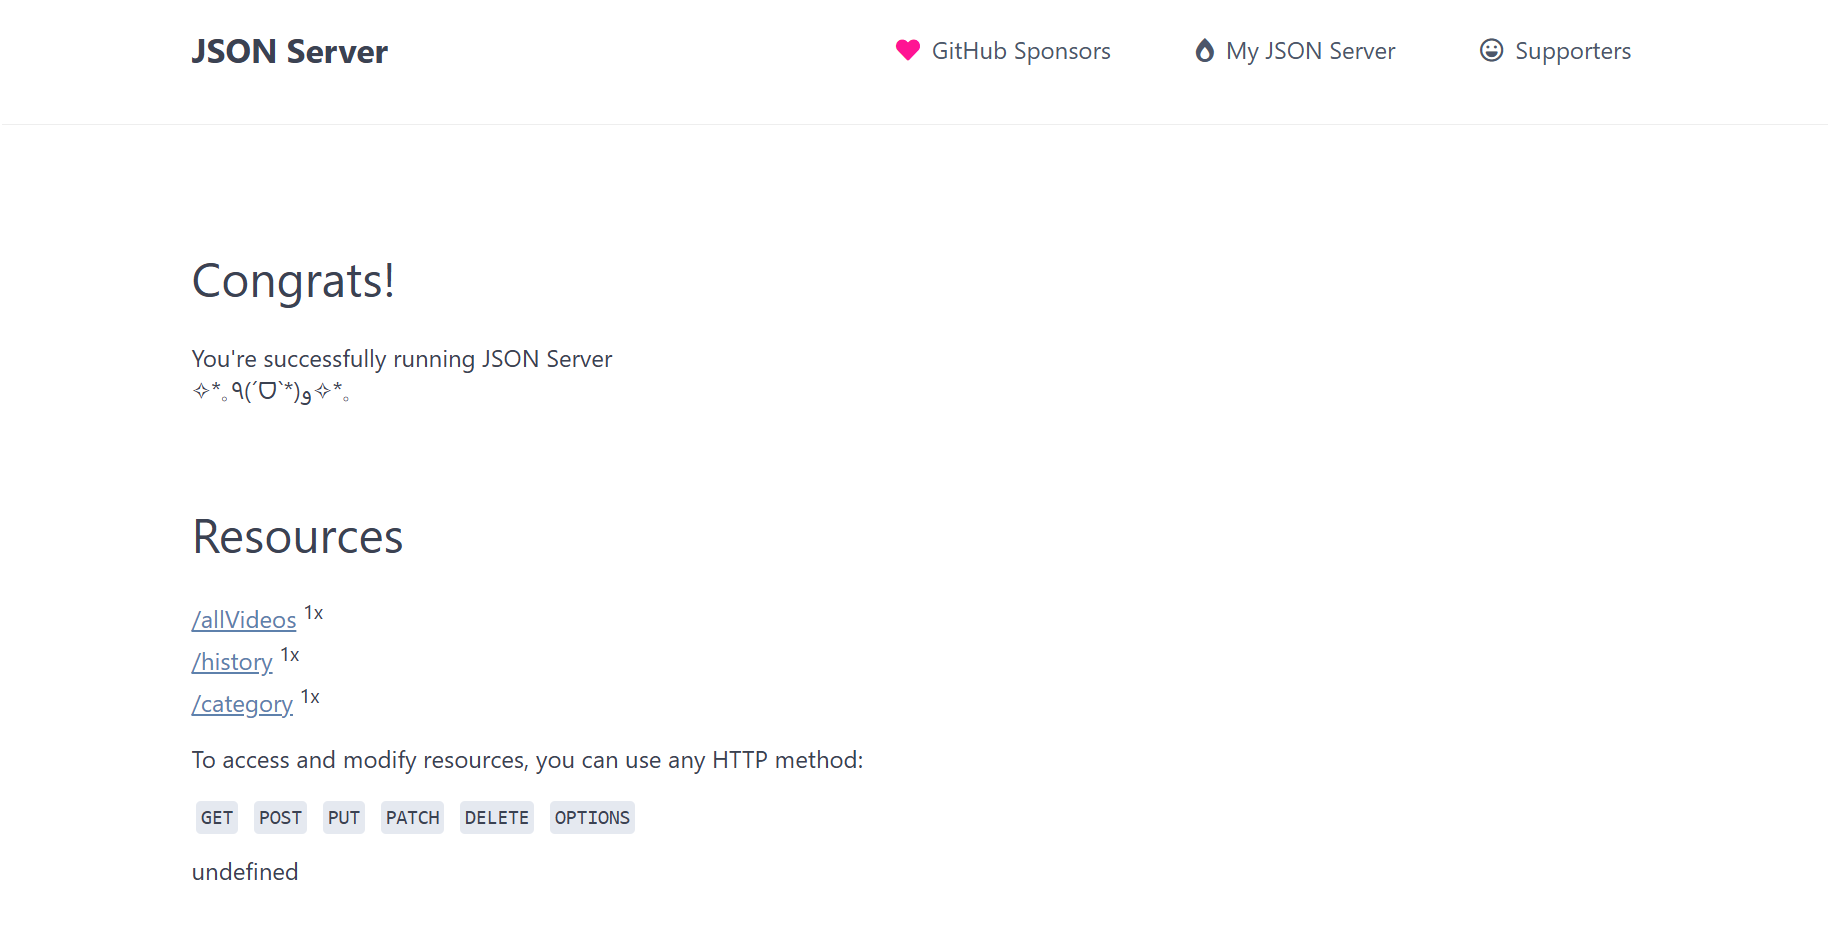 JSON Server
GitHub Sponsors
My JSON Server
Supporters
Congrats!
You're successfully running JSON Server
✧*｡٩(ˊᗜˋ*)و✧*｡
Resources
/allVideos 1x
/history 1x
/category 1x
To access and modify resources, you can use any HTTP method:
GET POST PUT PATCH DELETE OPTIONS
undefined